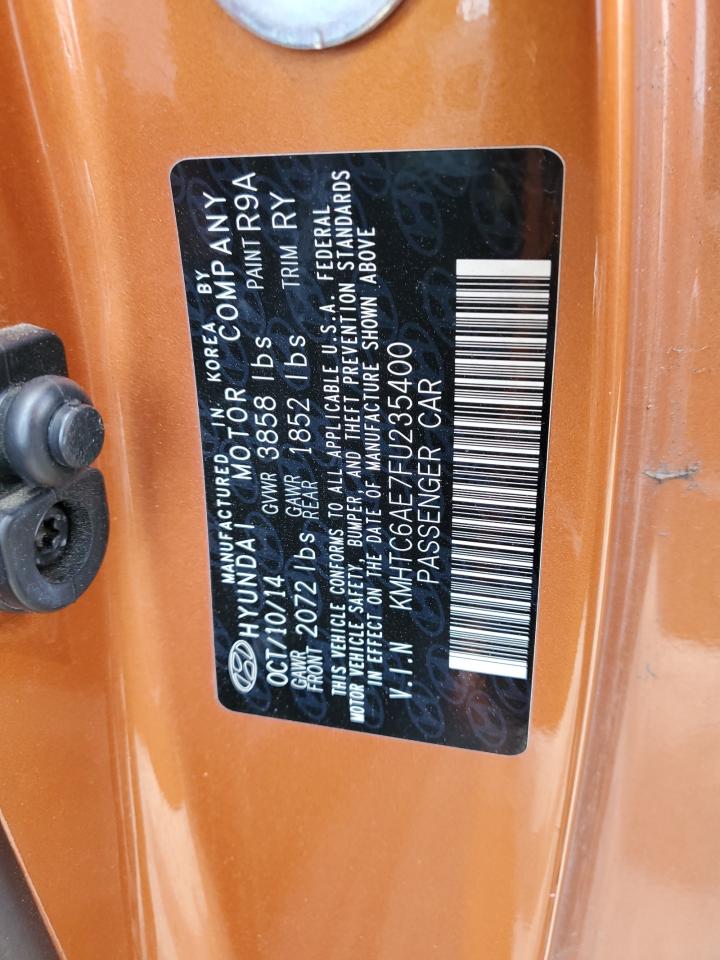 MANUFACTURED IN KOREA BY
HYUNDAI MOTOR COMPANY
OCT/10/14 GVWR 3858 lbs PAINT R9A
GAWR FRONT 2072 lbs GAWR REAR 1852 lbs TRIM RY
THIS VEHICLE CONFORMS TO ALL APPLICABLE U.S.A. FEDERAL
MOTOR VEHICLE SAFETY, BUMPER, AND THEFT PREVENTION STANDARDS
IN EFFECT ON THE DATE OF MANUFACTURE SHOWN ABOVE
V.I.N KMHTC6AE7FU235400
PASSENGER CAR